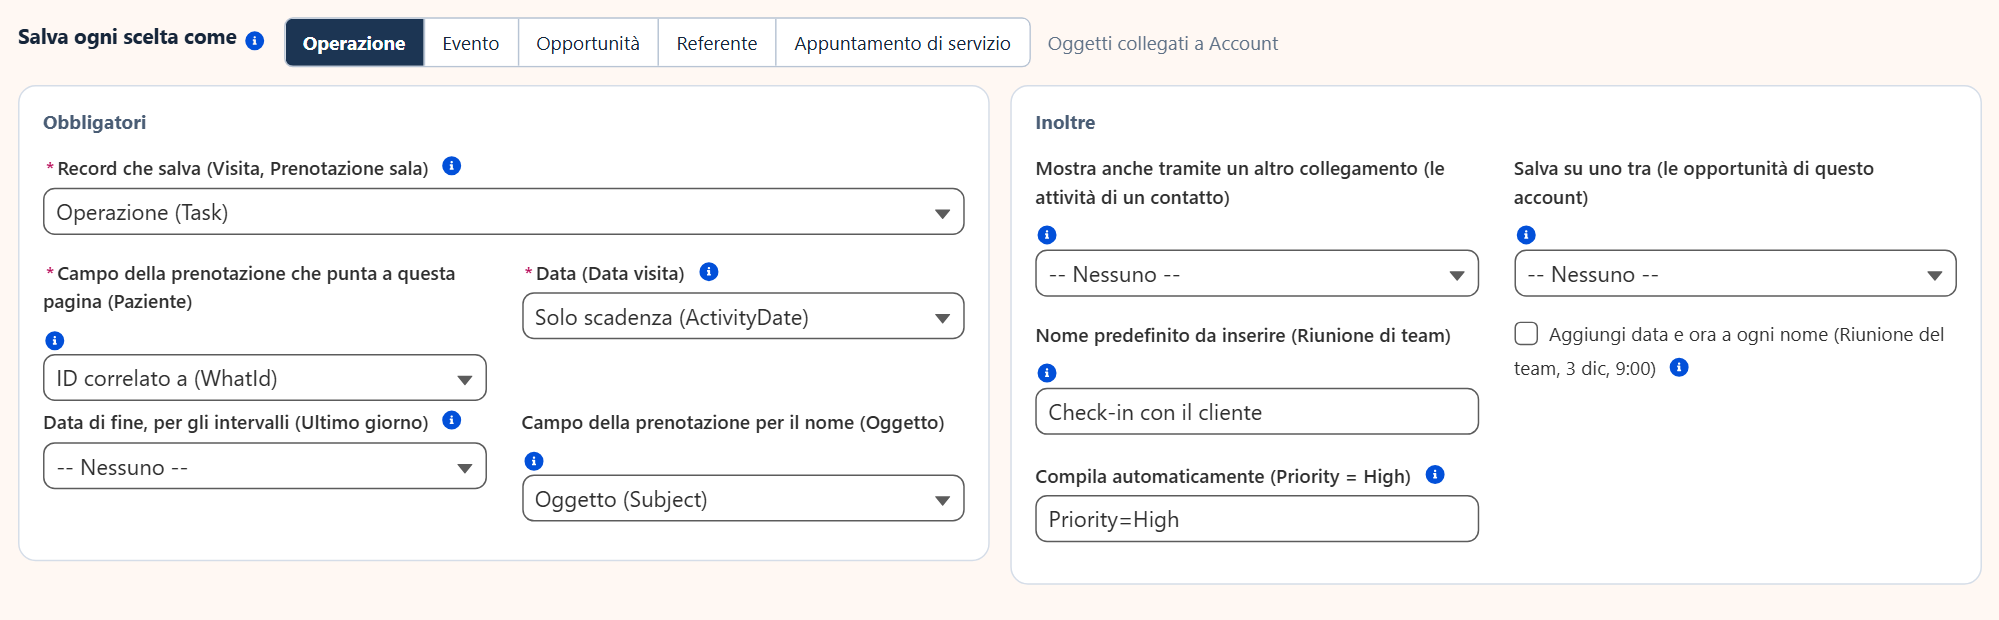 Salva ogni scelta come
Operazione
Evento
Opportunità
Referente
Appuntamento di servizio
Oggetti collegati a Account
Obbligatori
* Record che salva (Visita, Prenotazione sala)
Operazione (Task)
* Campo della prenotazione che punta a questa
pagina (Paziente)
ID correlato a (WhatId)
* Data (Data visita)
Solo scadenza (ActivityDate)
Data di fine, per gli intervalli (Ultimo giorno)
-- Nessuno --
Campo della prenotazione per il nome (Oggetto)
Oggetto (Subject)
Inoltre
Mostra anche tramite un altro collegamento (le
attività di un contatto)
-- Nessuno --
Salva su uno tra (le opportunità di questo
account)
-- Nessuno --
Nome predefinito da inserire (Riunione di team)
Check-in con il cliente
Aggiungi data e ora a ogni nome (Riunione del
team, 3 dic, 9:00)
Compila automaticamente (Priority = High)
Priority=High